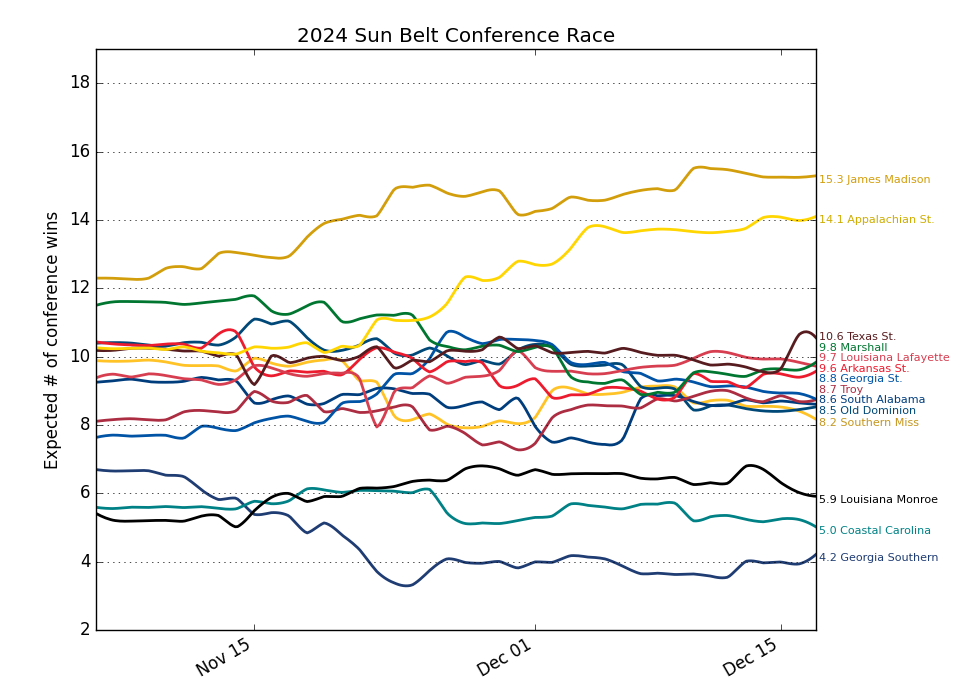 2024 Sun Belt Conference Race
Expected # of conference wins
18
16
14
12
10
8
6
4
2
Nov 15
Dec 01
Dec 15
15.3 James Madison
14.1 Appalachian St.
10.6 Texas St.
9.8 Marshall
9.7 Louisiana Lafayette
9.6 Arkansas St.
8.8 Georgia St.
8.7 Troy
8.6 South Alabama
8.5 Old Dominion
8.2 Southern Miss
5.9 Louisiana Monroe
5.0 Coastal Carolina
4.2 Georgia Southern